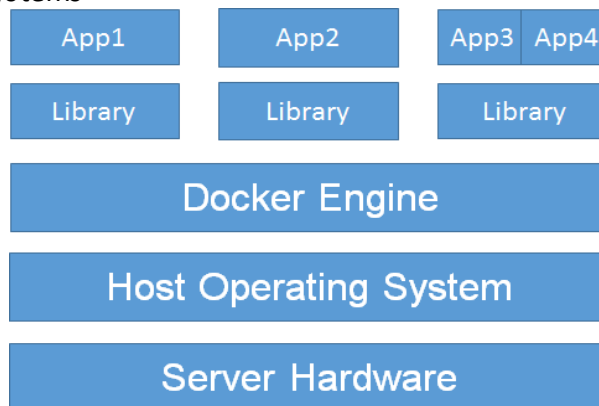 App1 App2 App3 App4
Library Library Library
Docker Engine
Host Operating System
Server Hardware